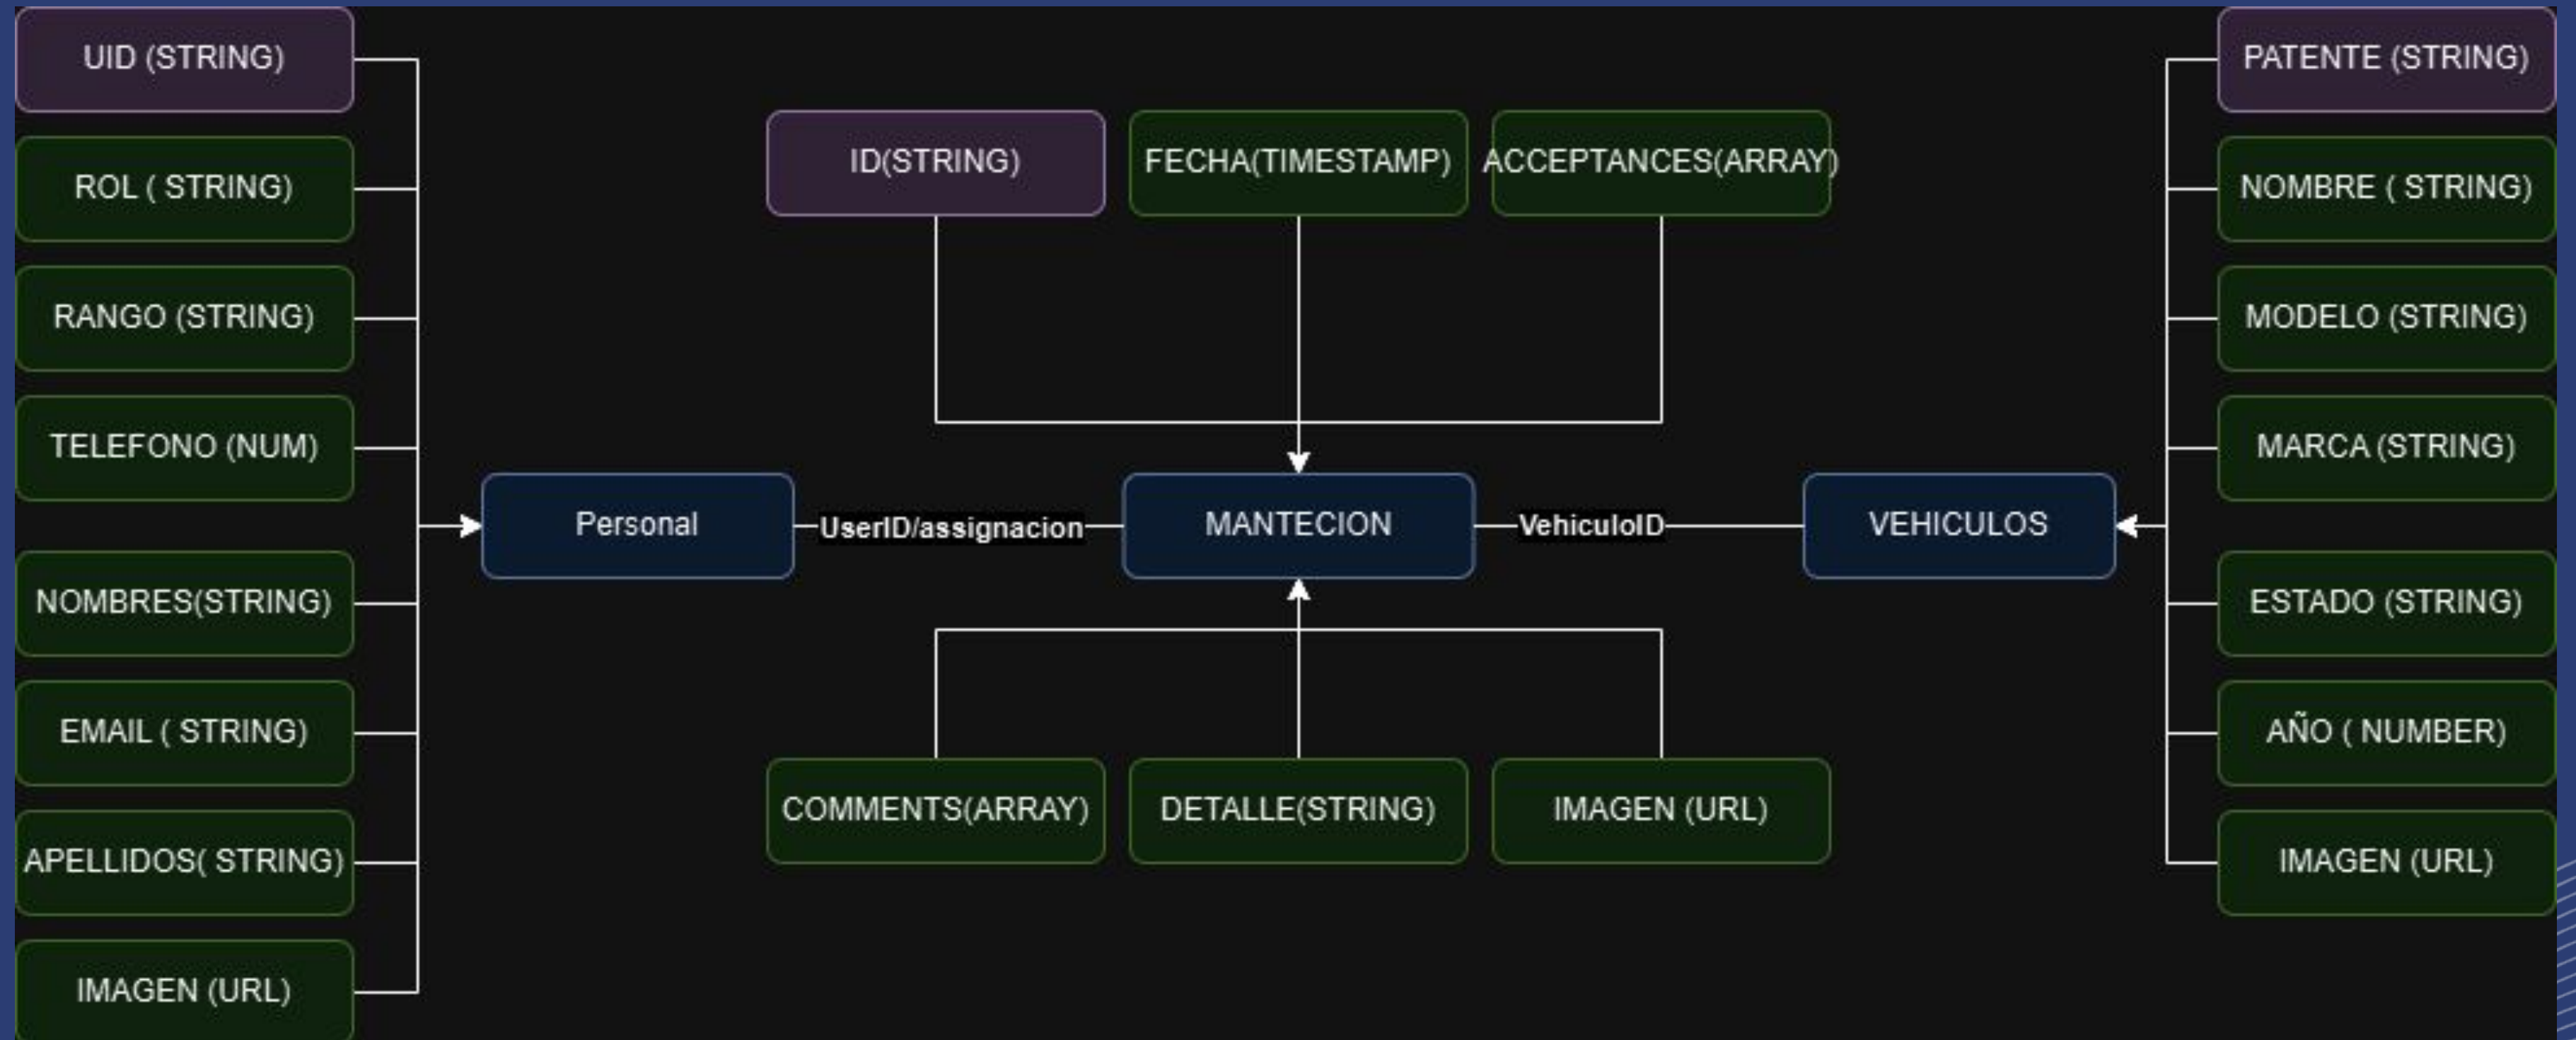 UID (STRING)
ROL ( STRING)
RANGO (STRING)
TELEFONO (NUM)
NOMBRES(STRING)
EMAIL ( STRING)
APELLIDOS( STRING)
IMAGEN (URL)
Personal
UserID/assignacion
ID(STRING)
FECHA(TIMESTAMP)
ACCEPTANCES(ARRAY)
MANTECION
COMMENTS(ARRAY)
DETALLE(STRING)
IMAGEN (URL)
VehiculoID
VEHICULOS
PATENTE (STRING)
NOMBRE ( STRING)
MODELO (STRING)
MARCA (STRING)
ESTADO (STRING)
AÑO ( NUMBER)
IMAGEN (URL)